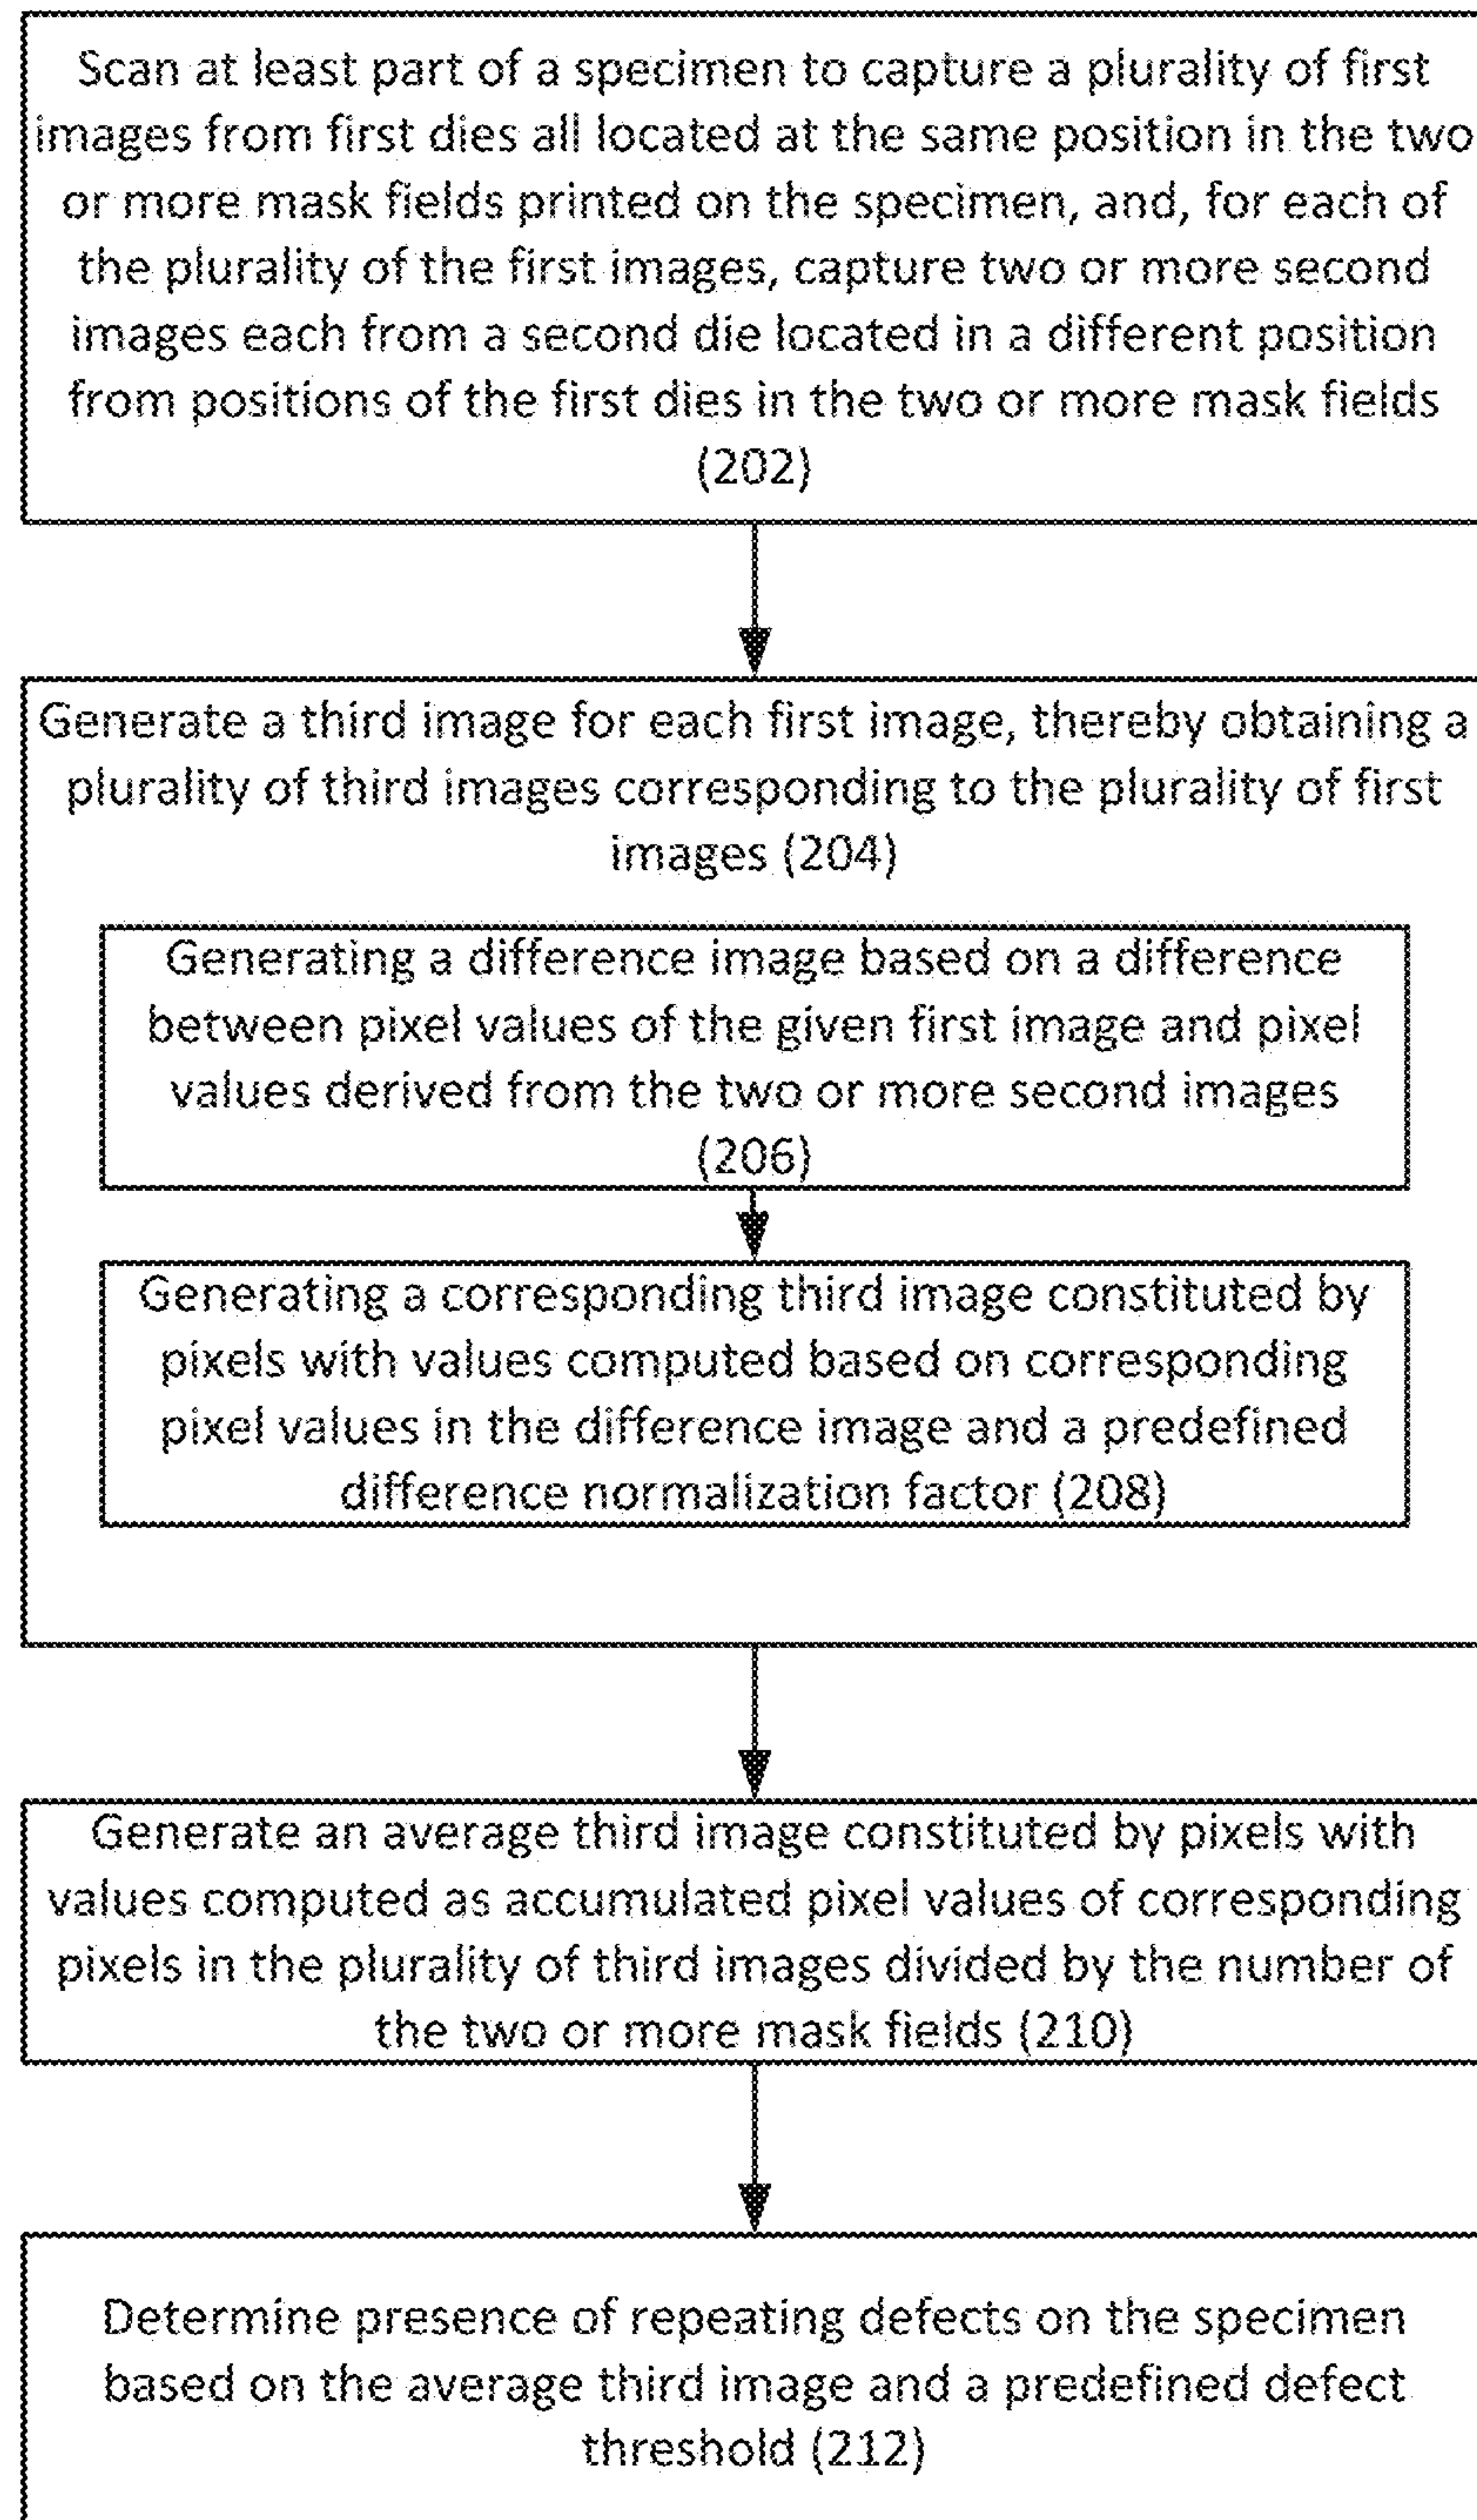 Scan at least part of a specimen to capture a plurality of first
images from first dies all located at the same position in the two
or more mask fields printed on the specimen, and, for each of
the plurality of the first images, capture two or more second
images each from a second die located in a different position
from positions of the first dies in the two or more mask fields
(202)
Generate a third image for each first image, thereby obtaining a
plurality of third images corresponding to the plurality of first
images (204)
Generating a difference image based on a difference
between pixel values of the given first image and pixel
values derived from the two or more second images
(206)
Generating a corresponding third image constituted by
pixels with values computed based on corresponding
pixel values in the difference image and a predefined
difference normalization factor (208)
Generate an average third image constituted by pixels with
values computed as accumulated pixel values of corresponding
pixels in the plurality of third images divided by the number of
the two or more mask fields (210)
Determine presence of repeating defects on the specimen
based on the average third image and a predefined defect
threshold (212)